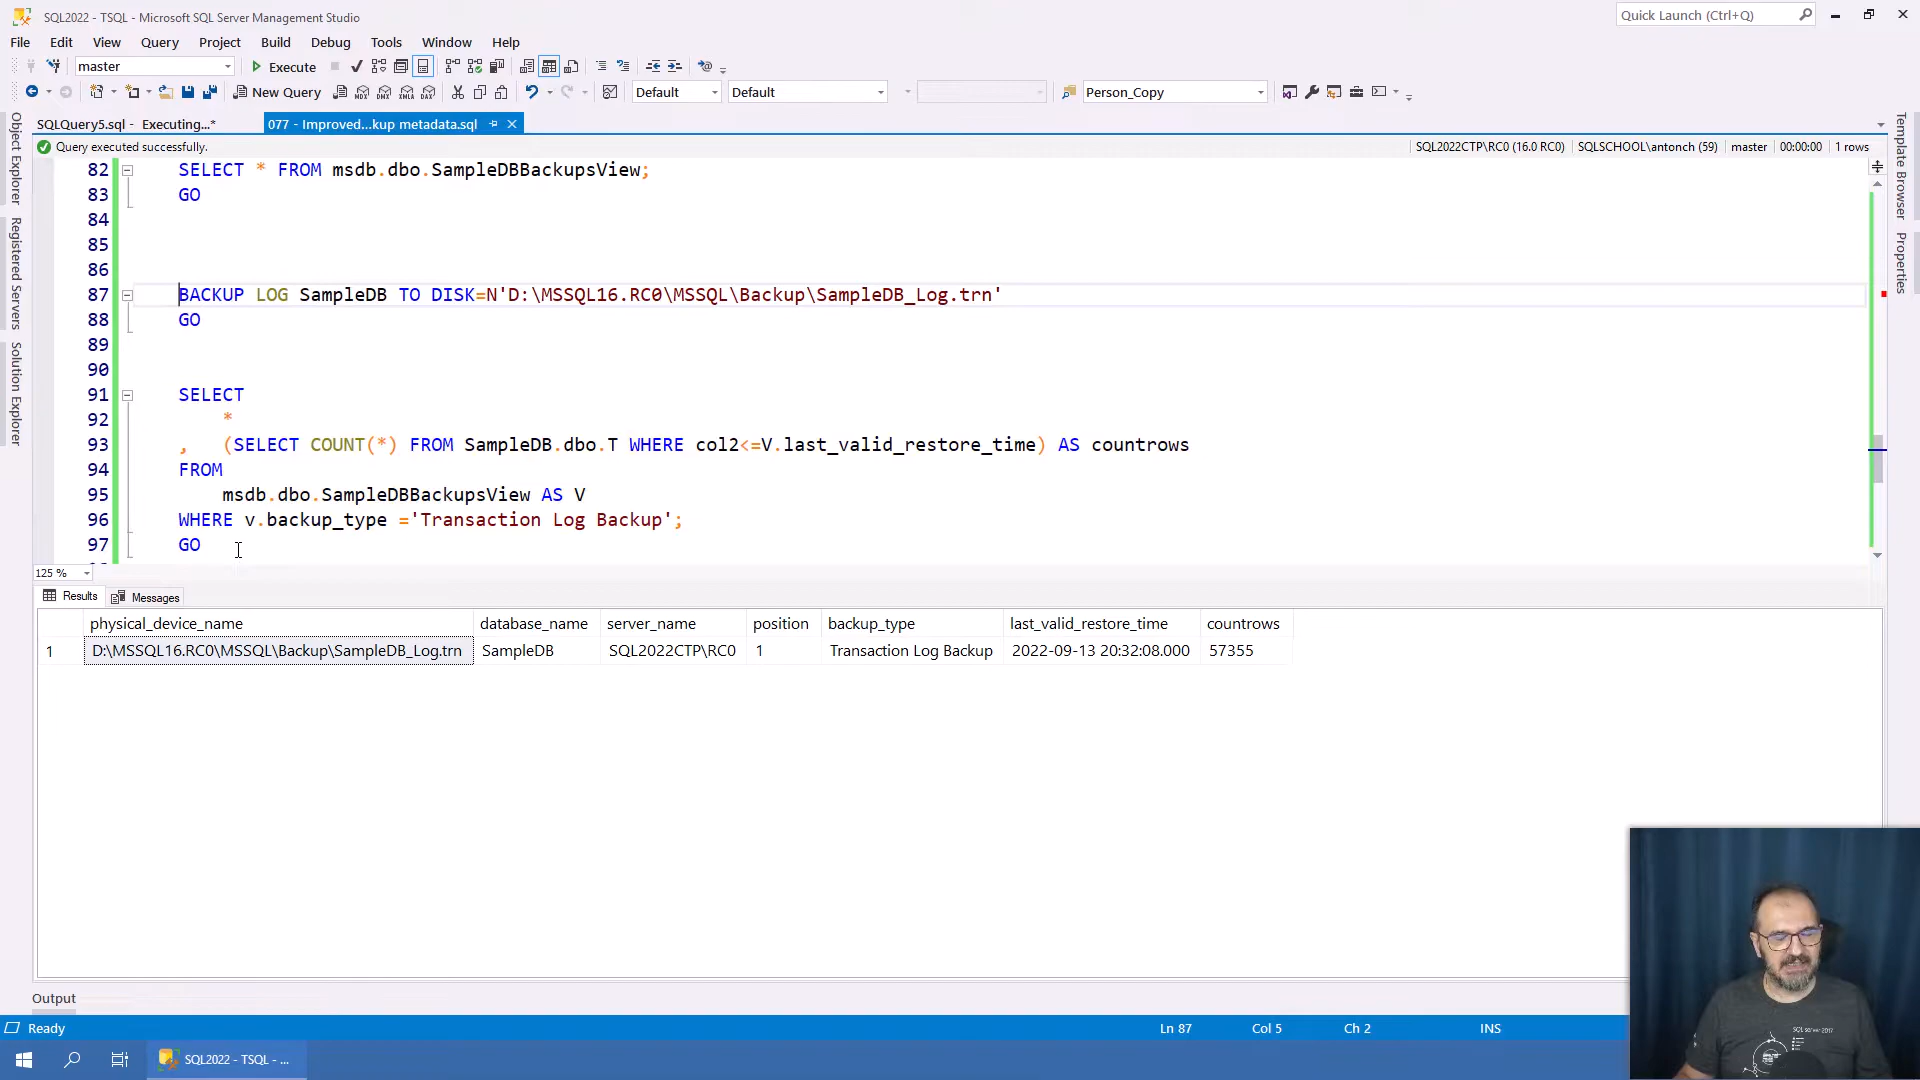 SQL2022 - TSQL - Microsoft SQL Server Management Studio
Quick Launch (Ctrl+Q)
File Edit View Query Project Build Debug Tools Window Help
master
Execute
New Query
Default
Default
Person_Copy
SQLQuery5.sql - Executing...*
077 - Improved...kup metadata.sql
Query executed successfully.
SQL2022CTP\RC0 (16.0 RC0) SQLSCHOOL\antonch (59) master 00:00:00 1 rows
Object Explorer
Registered Servers
Solution Explorer
Template Browser
Properties
82 SELECT * FROM msdb.dbo.SampleDBBackupsView;
83 GO
84
85
86
87 BACKUP LOG SampleDB TO DISK=N'D:\MSSQL16.RC0\MSSQL\Backup\SampleDB_Log.trn'
88 GO
89
90
91 SELECT
92 *
93 , (SELECT COUNT(*) FROM SampleDB.dbo.T WHERE col2<=V.last_valid_restore_time) AS countrows
94 FROM
95 msdb.dbo.SampleDBBackupsView AS V
96 WHERE v.backup_type ='Transaction Log Backup';
97 GO
125 %
Results Messages
physical_device_name database_name server_name position backup_type last_valid_restore_time countrows
1 D:\MSSQL16.RC0\MSSQL\Backup\SampleDB_Log.trn SampleDB SQL2022CTP\RC0 1 Transaction Log Backup 2022-09-13 20:32:08.000 57355
Output
Ready
Ln 87 Col 5 Ch 2 INS
SQL2022 - TSQL - ...
SQL server 2017